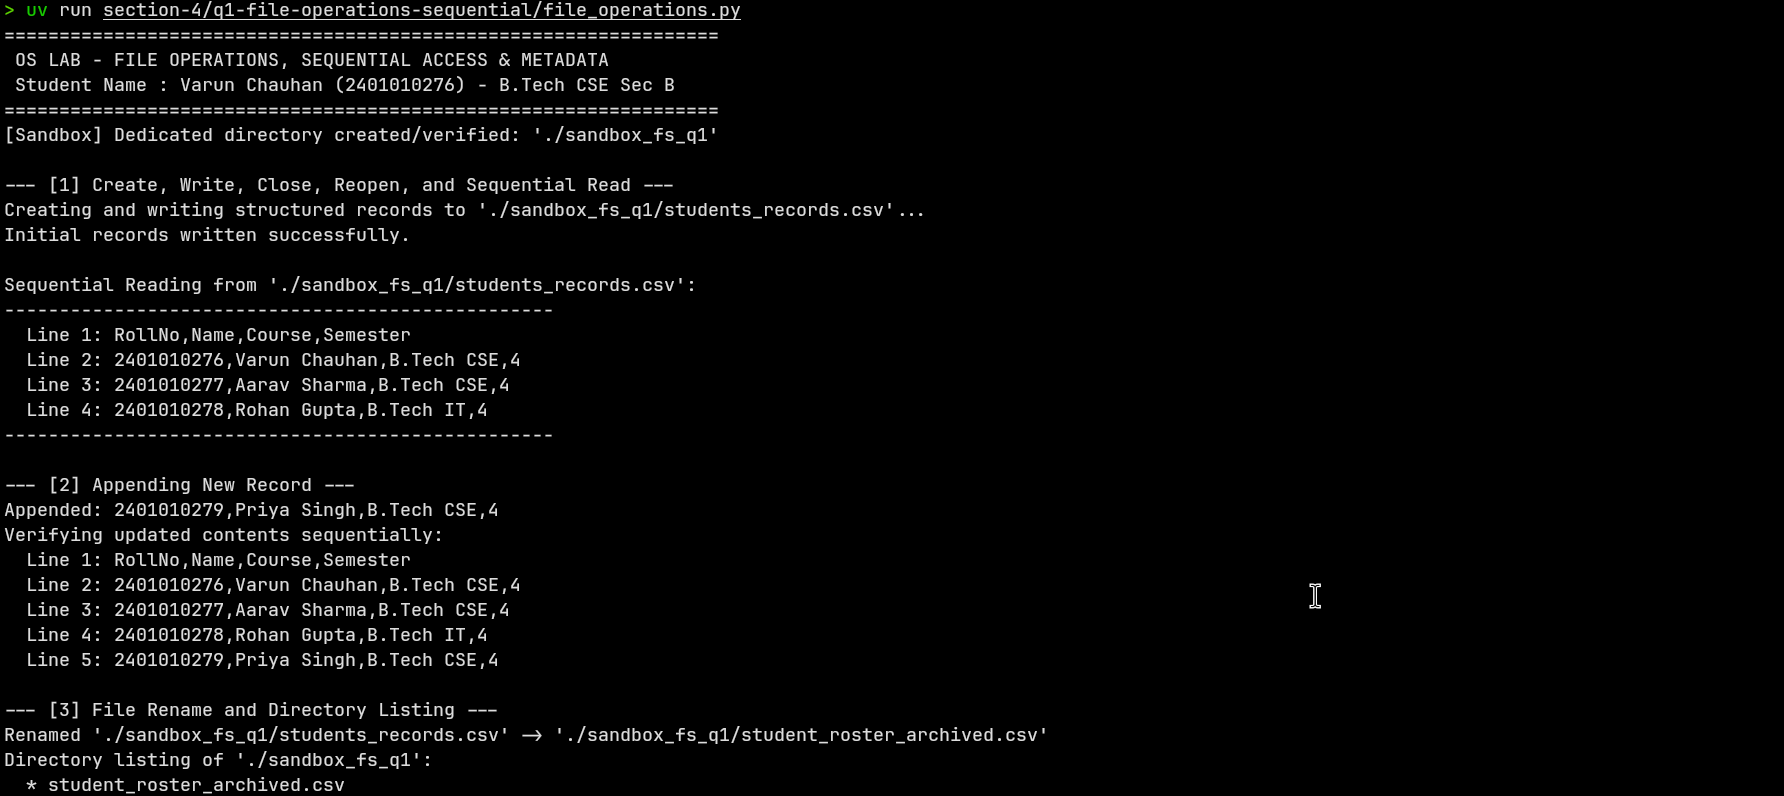 > uv run section-4/q1-file-operations-sequential/file_operations.py
=================================================================
 OS LAB - FILE OPERATIONS, SEQUENTIAL ACCESS & METADATA
 Student Name : Varun Chauhan (2401010276) - B.Tech CSE Sec B
=================================================================
[Sandbox] Dedicated directory created/verified: './sandbox_fs_q1'

--- [1] Create, Write, Close, Reopen, and Sequential Read ---
Creating and writing structured records to './sandbox_fs_q1/students_records.csv'...
Initial records written successfully.

Sequential Reading from './sandbox_fs_q1/students_records.csv':
--------------------------------------------------
  Line 1: RollNo,Name,Course,Semester
  Line 2: 2401010276,Varun Chauhan,B.Tech CSE,4
  Line 3: 2401010277,Aarav Sharma,B.Tech CSE,4
  Line 4: 2401010278,Rohan Gupta,B.Tech IT,4
--------------------------------------------------

--- [2] Appending New Record ---
Appended: 2401010279,Priya Singh,B.Tech CSE,4
Verifying updated contents sequentially:
  Line 1: RollNo,Name,Course,Semester
  Line 2: 2401010276,Varun Chauhan,B.Tech CSE,4
  Line 3: 2401010277,Aarav Sharma,B.Tech CSE,4
  Line 4: 2401010278,Rohan Gupta,B.Tech IT,4
  Line 5: 2401010279,Priya Singh,B.Tech CSE,4

--- [3] File Rename and Directory Listing ---
Renamed './sandbox_fs_q1/students_records.csv' -> './sandbox_fs_q1/student_roster_archived.csv'
Directory listing of './sandbox_fs_q1':
  * student_roster_archived.csv